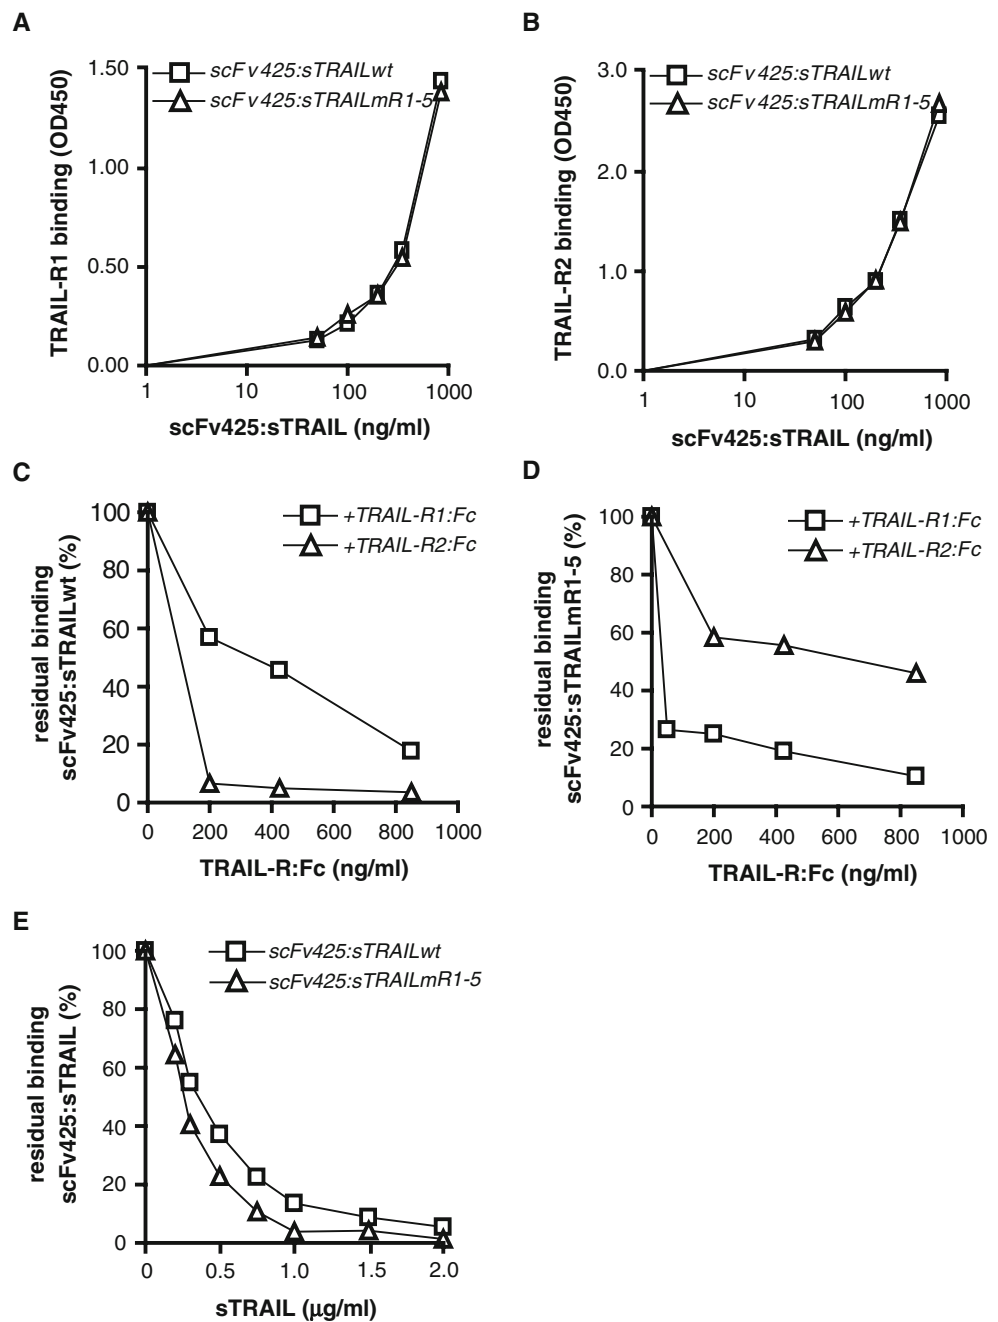 A
TRAIL-R1 binding (OD450)
1.50
1.00
0.50
0.00
scFv425:sTRAILwt
scFv425:sTRAILmR1-5
1
10
100
1000
scFv425:sTRAIL (ng/ml)
B
TRAIL-R2 binding (OD450)
3.0
2.0
1.0
0.0
scFv425:sTRAILwt
scFv425:sTRAILmR1-5
1
10
100
1000
scFv425:sTRAIL (ng/ml)
C
residual binding
scFv425:sTRAILwt (%)
100
80
60
40
20
0
+TRAIL-R1:Fc
+TRAIL-R2:Fc
0
200
400
600
800
1000
TRAIL-R:Fc (ng/ml)
D
residual binding
scFv425:sTRAILmR1-5 (%)
100
80
60
40
20
0
+TRAIL-R1:Fc
+TRAIL-R2:Fc
0
200
400
600
800
1000
TRAIL-R:Fc (ng/ml)
E
residual binding
scFv425:sTRAIL (%)
100
80
60
40
20
0
scFv425:sTRAILwt
scFv425:sTRAILmR1-5
0
0.5
1.0
1.5
2.0
sTRAIL (µg/ml)